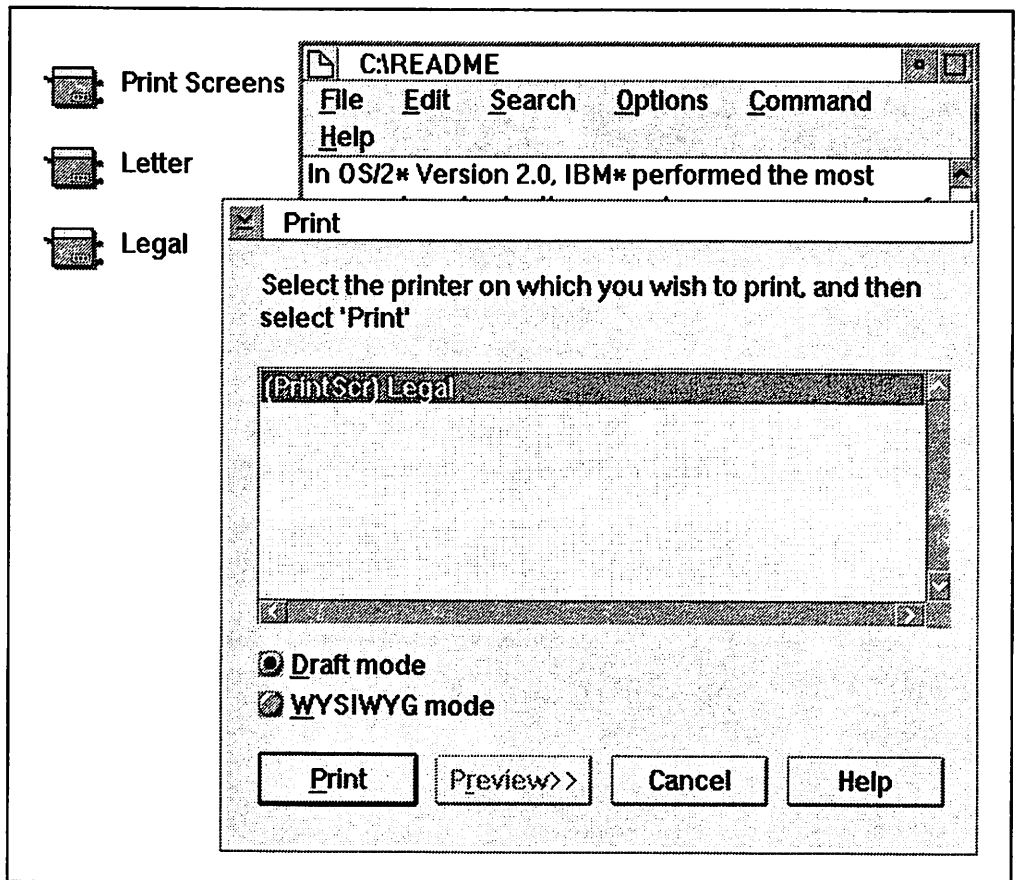 Print Screens
Letter
Legal
C:\README
File Edit Search Options Command
Help
In OS/2* Version 2.0, IBM* performed the most
Print
Select the printer on which you wish to print, and then
select 'Print'
(PrintScr) Legal
Draft mode
WYSIWYG mode
Print Preview>> Cancel Help